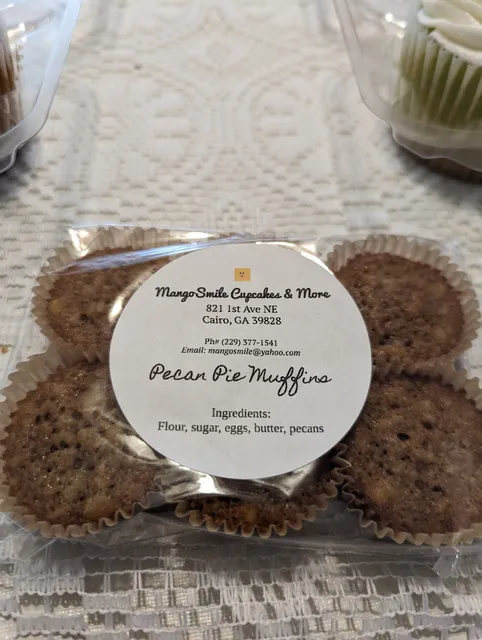 MangoSmile Cupcakes & More
821 1st Ave NE
Cairo, GA 39828
Ph# (229) 377-1541
Email: mangosmile@yahoo.com
Pecan Pie Muffins
Ingredients:
Flour, sugar, eggs, butter, pecans